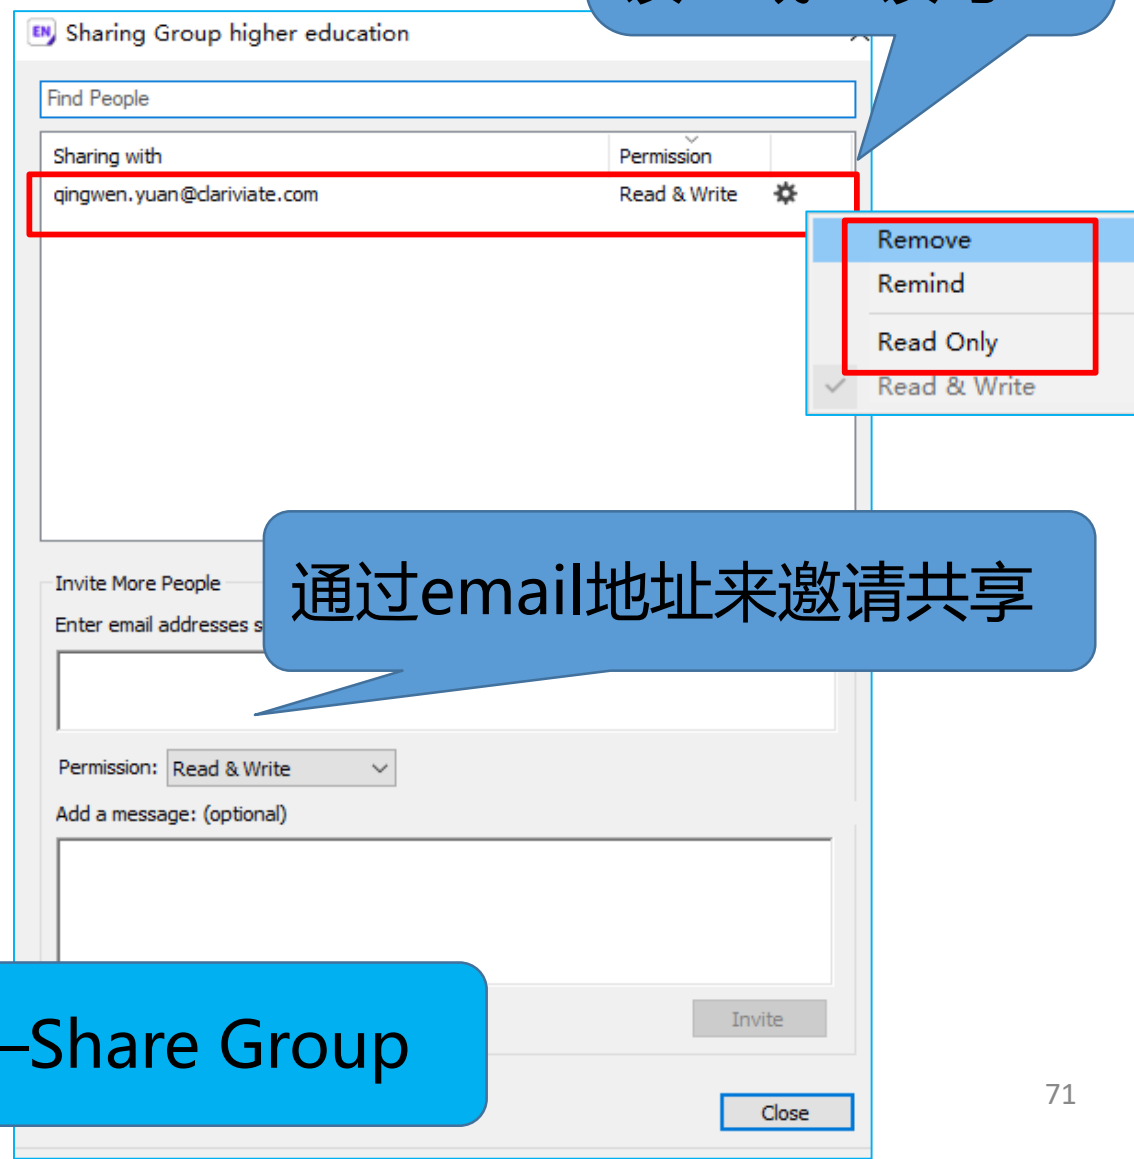 EN Sharing Group higher education
Find People
Sharing with Permission
qingwen.yuan@clariviate.com Read & Write
Remove
Remind
Read Only
Read & Write
通过email地址来邀请共享
Invite More People
Enter email addresses
Permission: Read & Write
Add a message: (optional)
Invite
–Share Group
Close
71